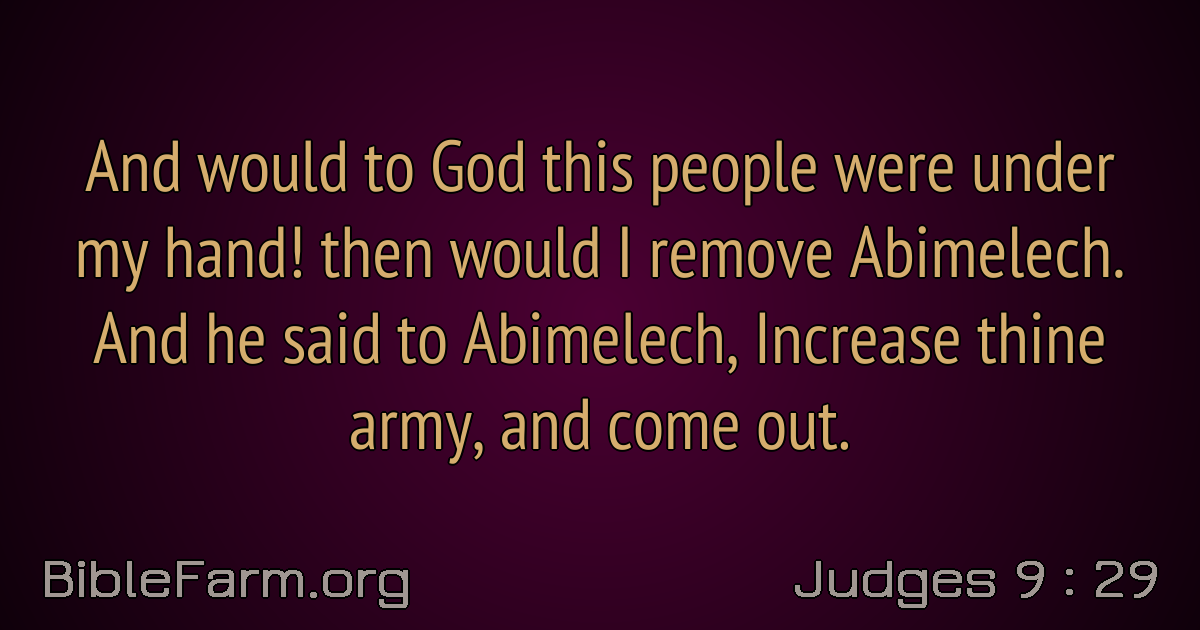 And would to God this people were under
my hand! then would I remove Abimelech.
And he said to Abimelech, Increase thine
army, and come out.
BibleFarm.org
Judges 9 : 29